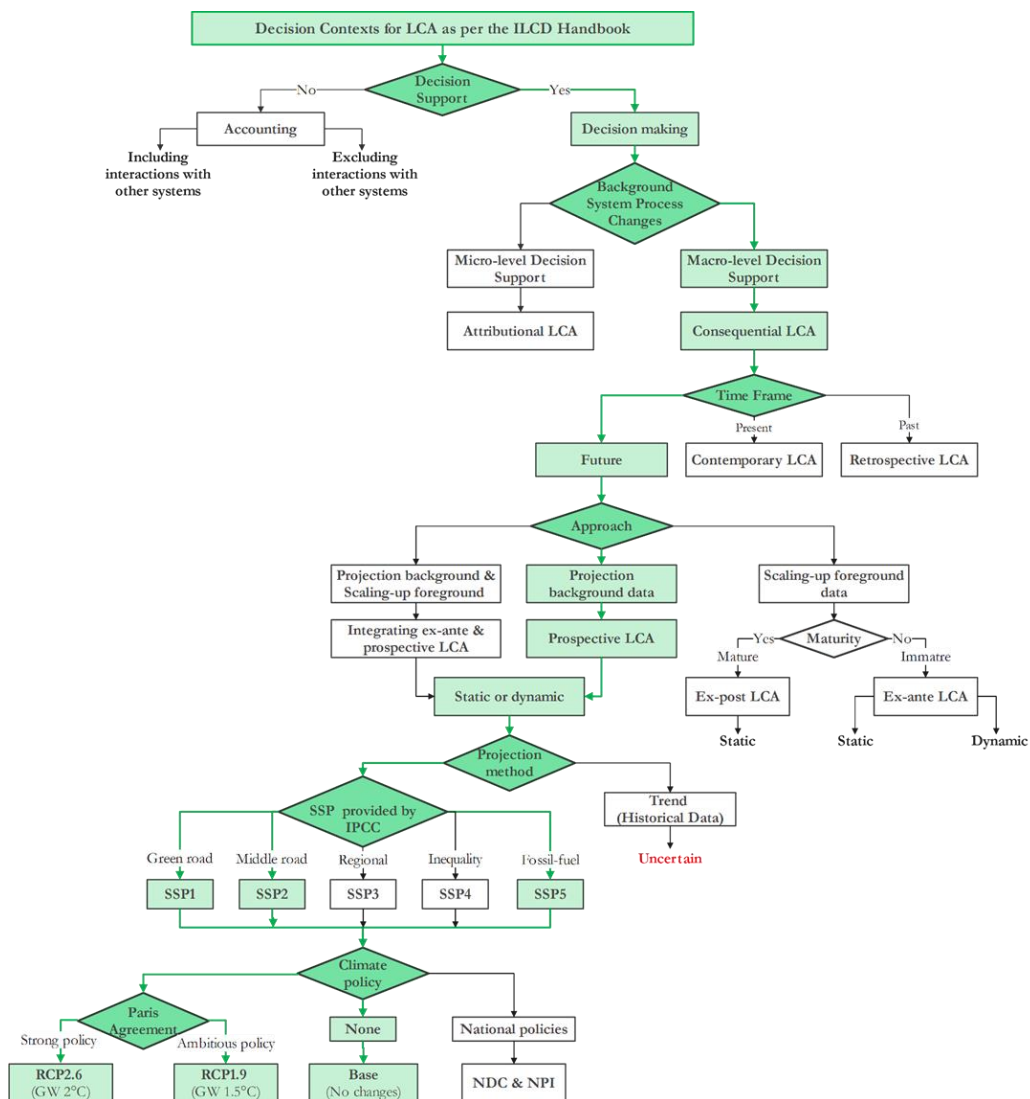 Decision Contexts for LCA as per the ILCD Handbook
Decision
Support
No
Yes
Accounting
Decision making
Including
interactions with
other systems
Excluding
interactions with
other systems
Background
System Process
Changes
Micro-level Decision
Support
Macro-level Decision
Support
Attributional LCA
Consequential LCA
Time Frame
Present
Past
Future
Contemporary LCA
Retrospective LCA
Approach
Projection background &
Scaling-up foreground
Projection
background data
Scaling-up foreground
data
Integrating ex-ante &
prospective LCA
Prospective LCA
Yes
Maturity
No
Mature
Immatre
Static or dynamic
Ex-post LCA
Ex-ante LCA
Static
Static
Dynamic
Projection
method
SSP provided by
IPCC
Trend
(Historical Data)
Uncertain
Green road
Middle road
Regional
Inequality
Fossil-fuel
SSP1
SSP2
SSP3
SSP4
SSP5
Climate
policy
Paris
Agreement
None
National policies
Strong policy
Ambitious policy
RCP2.6
(GW 2°C)
RCP1.9
(GW 1.5°C)
Base
(No changes)
NDC & NPI